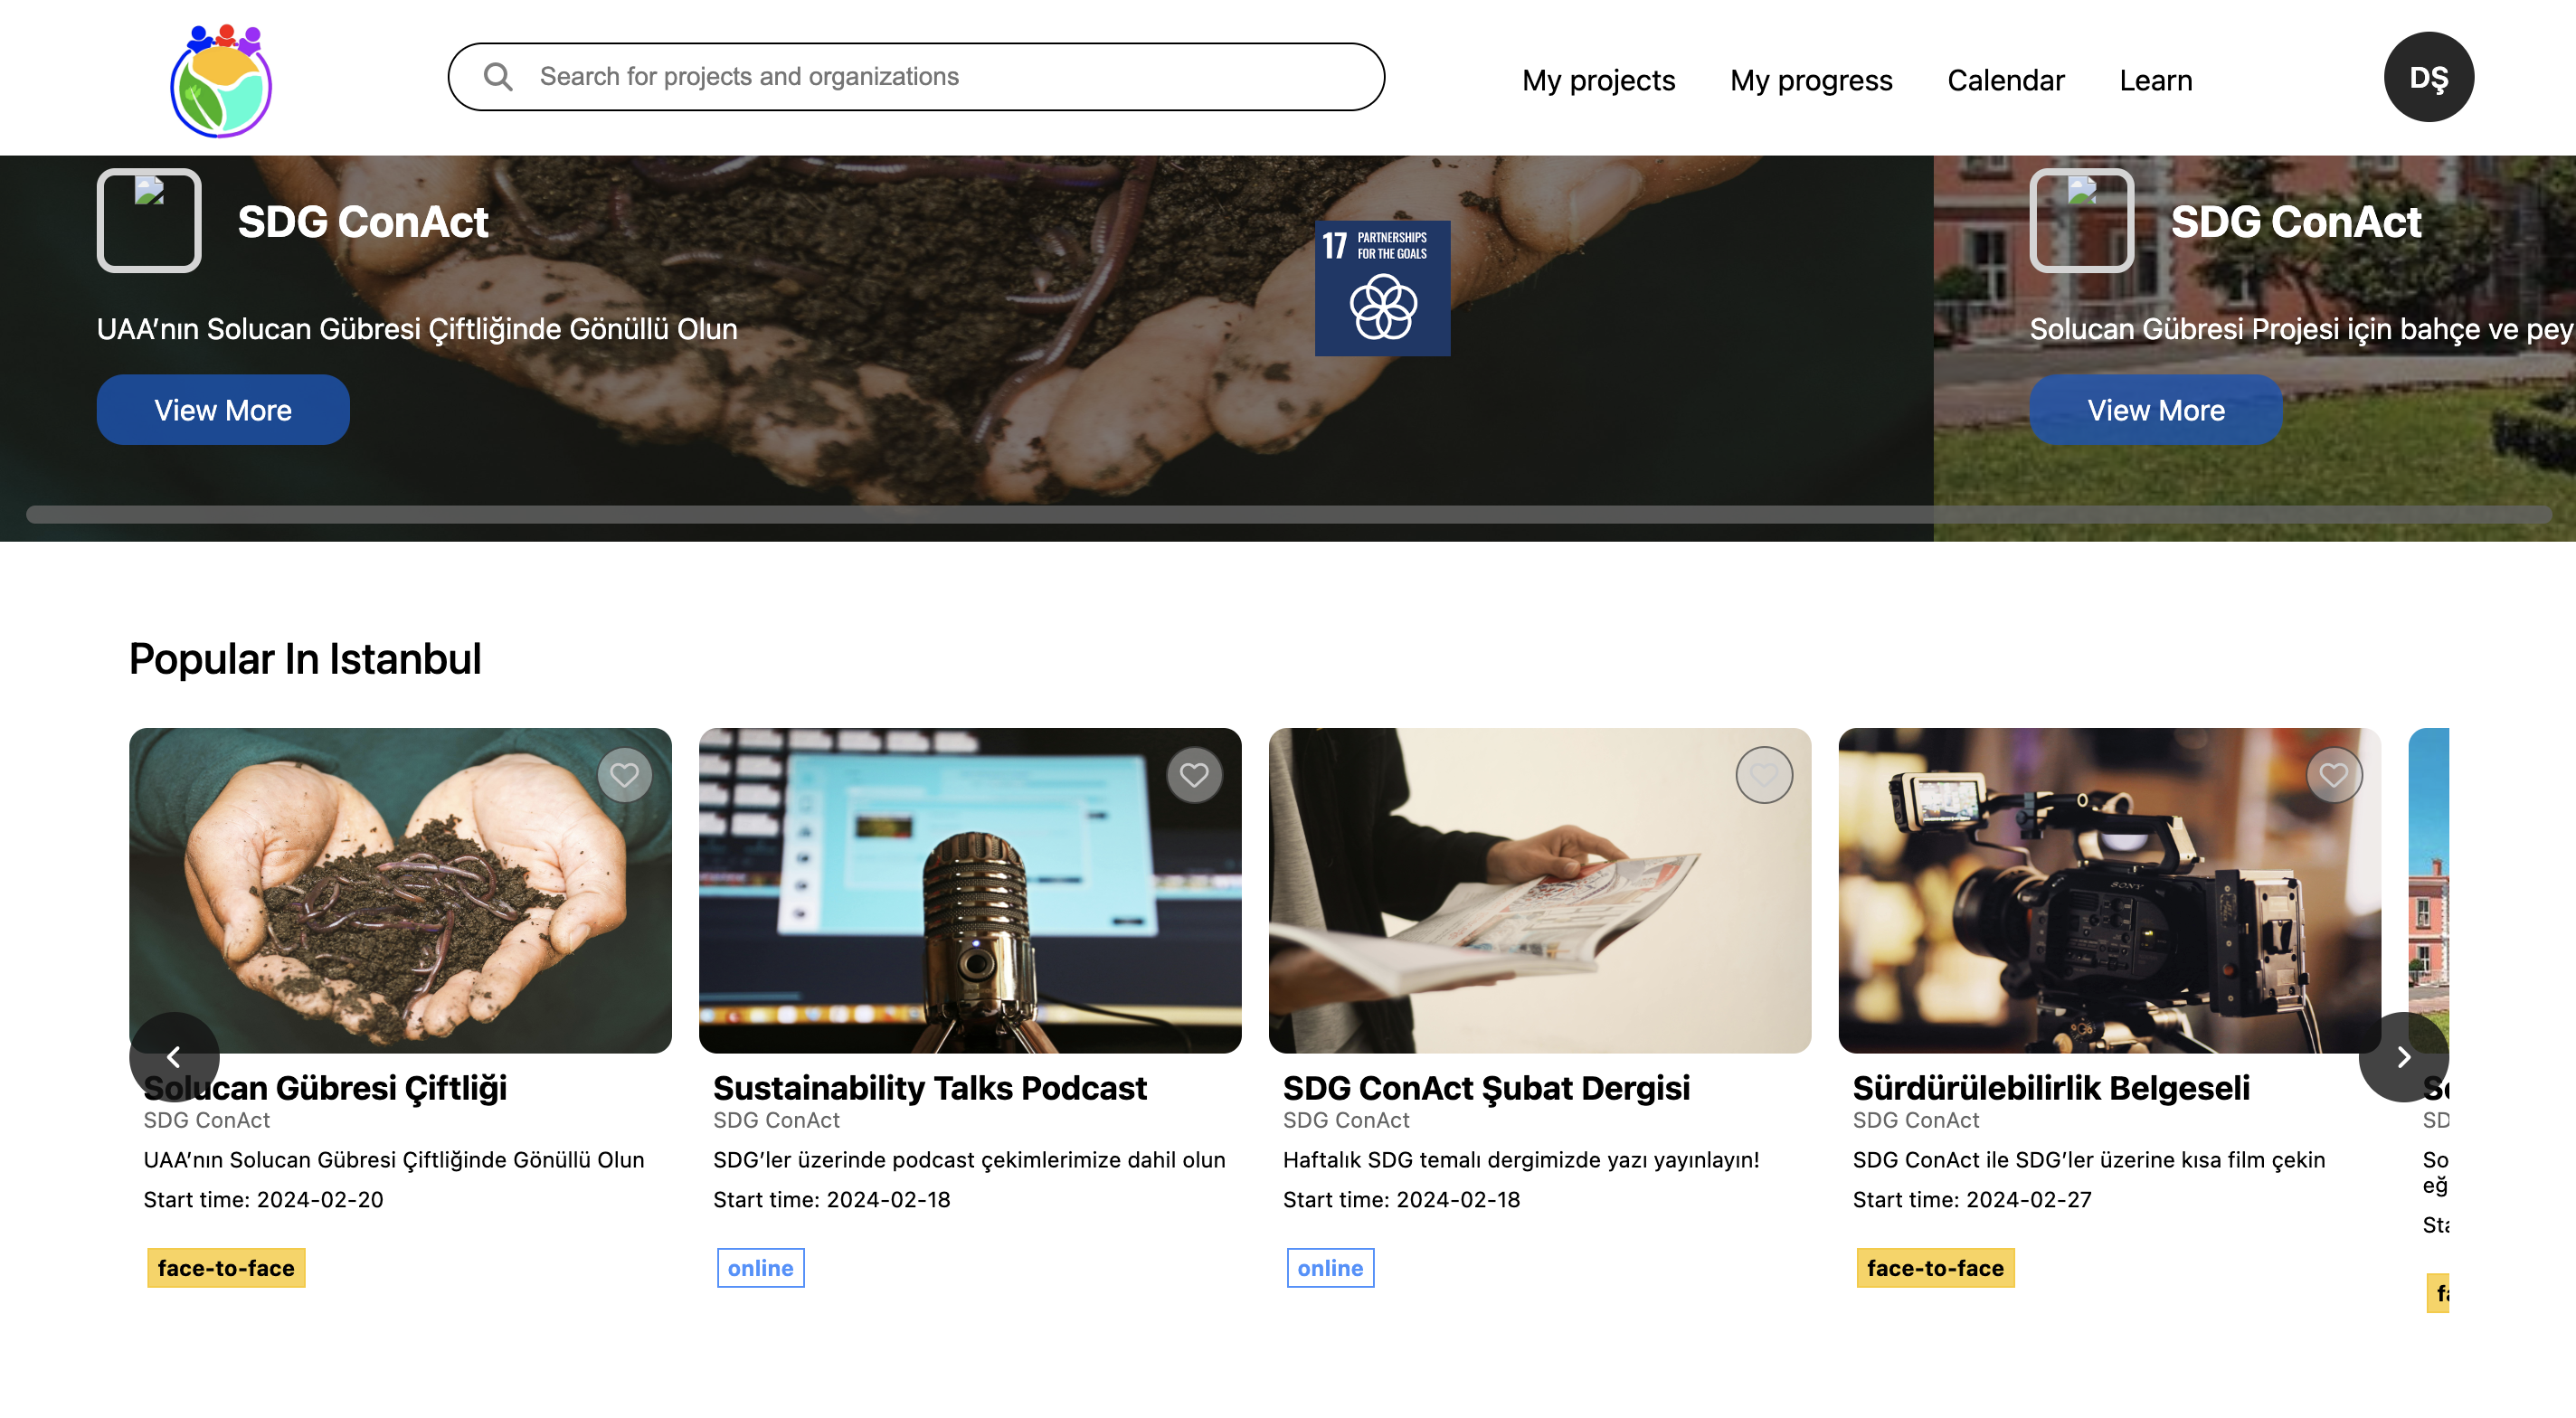 Search for projects and organizations
My projects
My progress
Calendar
Learn
DŞ
SDG ConAct
17 PARTNERSHIPS
FOR THE GOALS
UAA’nın Solucan Gübresi Çiftliğinde Gönüllü Olun
View More
SDG ConAct
Solucan Gübresi Projesi için bahçe ve pey
View More
Popular In Istanbul
Solucan Gübresi Çiftliği
SDG ConAct
UAA’nın Solucan Gübresi Çiftliğinde Gönüllü Olun
Start time: 2024-02-20
face-to-face
Sustainability Talks Podcast
SDG ConAct
SDG’ler üzerinde podcast çekimlerimize dahil olun
Start time: 2024-02-18
online
SDG ConAct Şubat Dergisi
SDG ConAct
Haftalık SDG temalı dergimizde yazı yayınlayın!
Start time: 2024-02-18
online
SONY
Sürdürülebilirlik Belgeseli
SDG ConAct
SDG ConAct ile SDG’ler üzerine kısa film çekin
Start time: 2024-02-27
face-to-face
SD
So
eğ